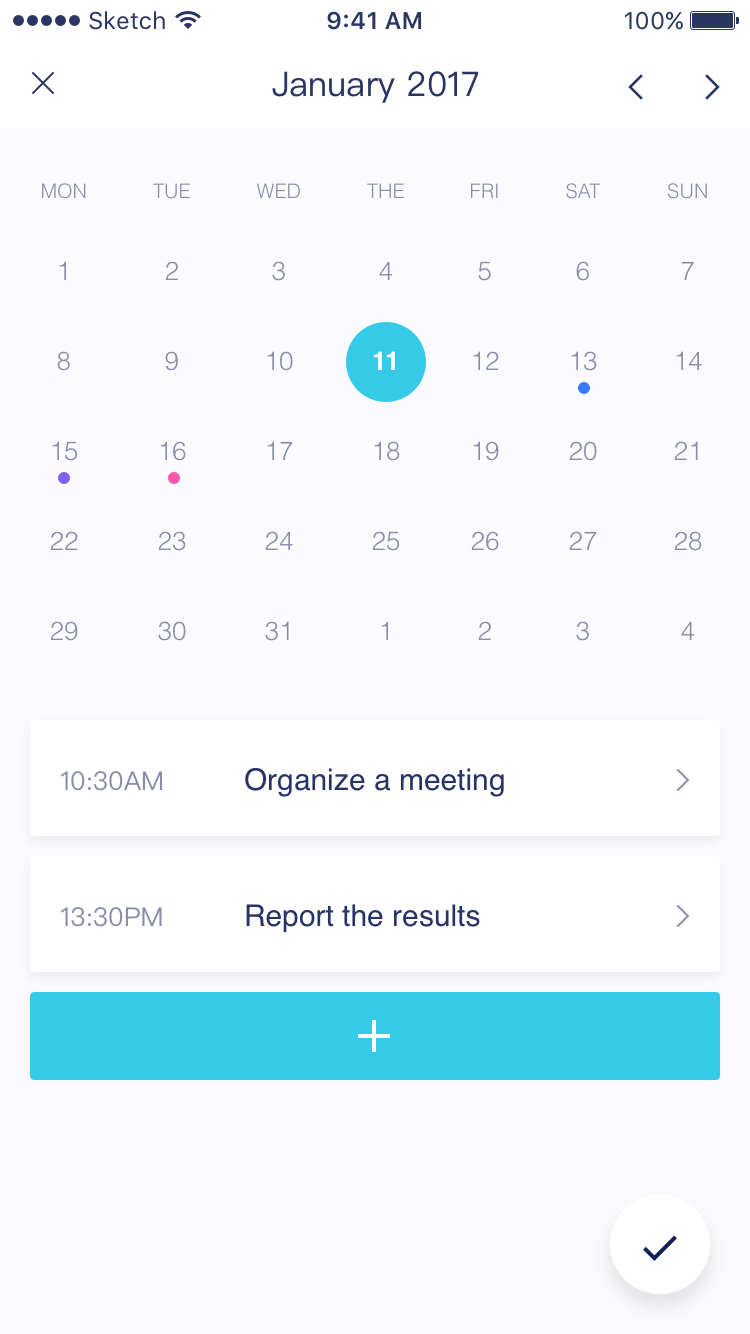 Sketch 9:41 AM 100%
January 2017
MON TUE WED THE FRI SAT SUN
1 2 3 4 5 6 7
8 9 10 11 12 13 14
15 16 17 18 19 20 21
22 23 24 25 26 27 28
29 30 31 1 2 3 4
10:30AM Organize a meeting
13:30PM Report the results